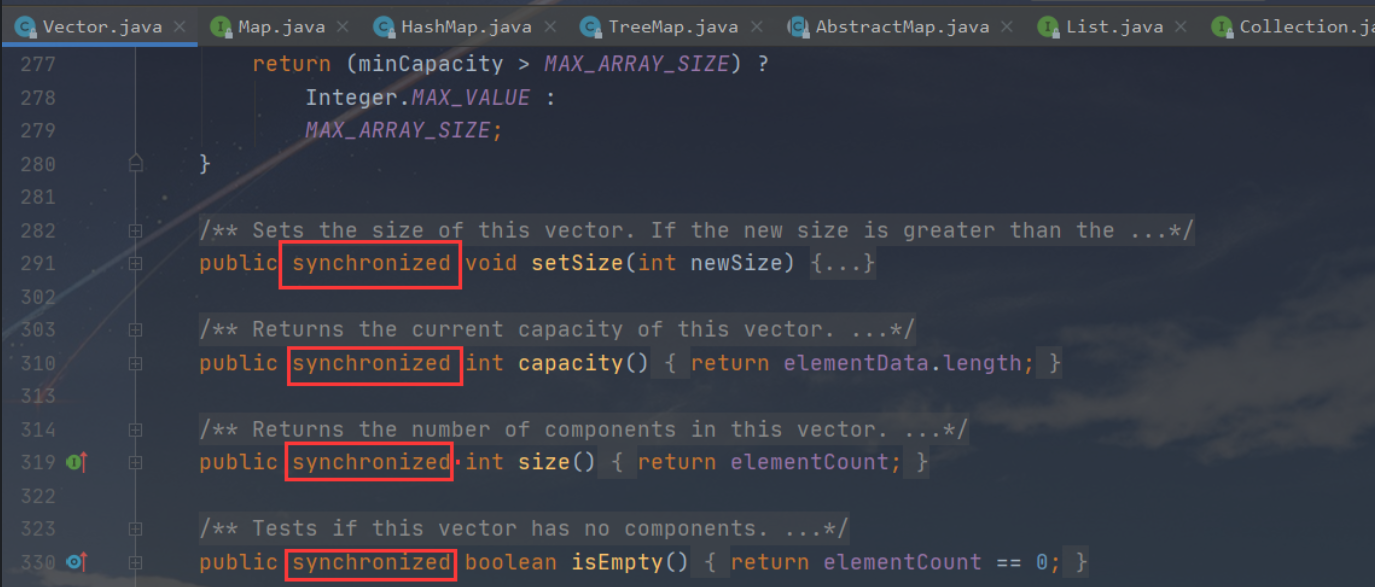 Vector.java Map.java HashMap.java TreeMap.java AbstractMap.java List.java Collection.ja
277 return (minCapacity > MAX_ARRAY_SIZE) ?
278 Integer.MAX_VALUE :
279 MAX_ARRAY_SIZE;
280 }
281
282 /** Sets the size of this vector. If the new size is greater than the ...*/
291 public synchronized void setSize(int newSize) {...}
302
303 /** Returns the current capacity of this vector. ...*/
310 public synchronized int capacity() { return elementData.length; }
313
314 /** Returns the number of components in this vector. ...*/
319 public synchronized int size() { return elementCount; }
322
323 /** Tests if this vector has no components. ...*/
330 public synchronized boolean isEmpty() { return elementCount == 0; }